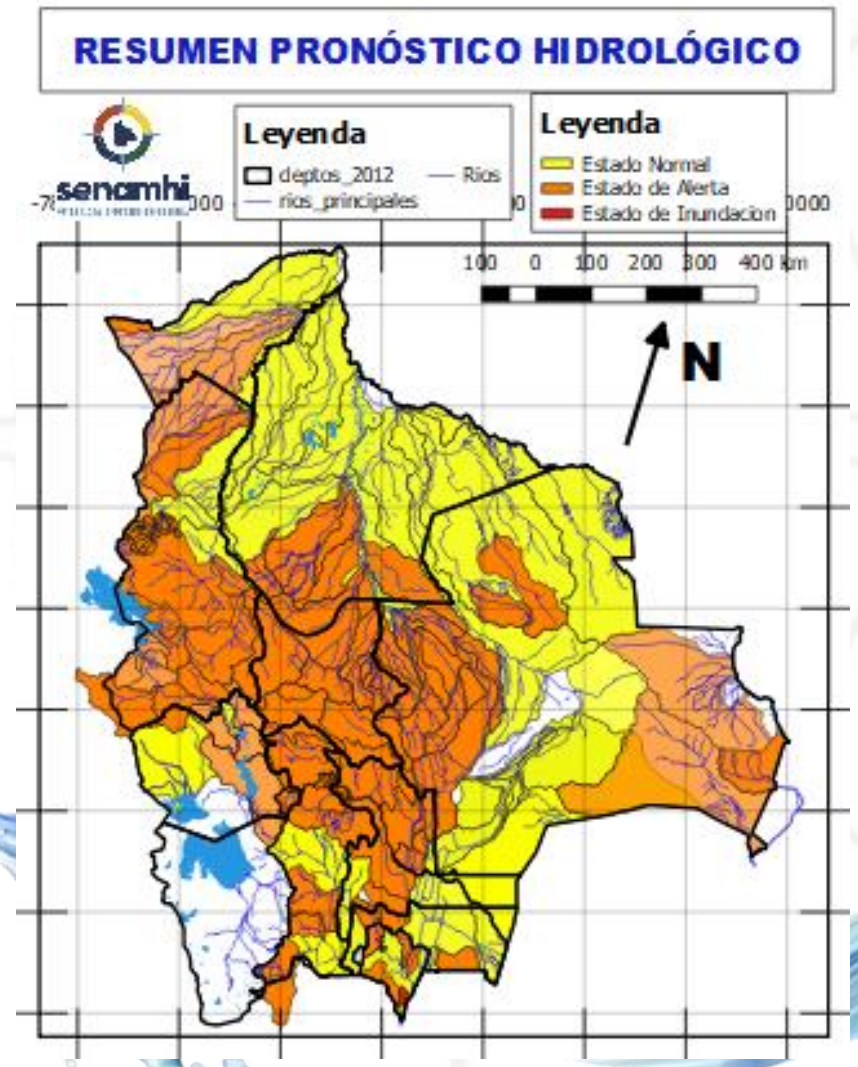 RESUMEN PRONÓSTICO HIDROLÓGICO
senamhi
Leyenda
deptos_2012
Rios
rios_principales
Leyenda
Estado Normal
Estado de Alerta
Estado de Inundacion
100 0 100 200 300 400 km
N